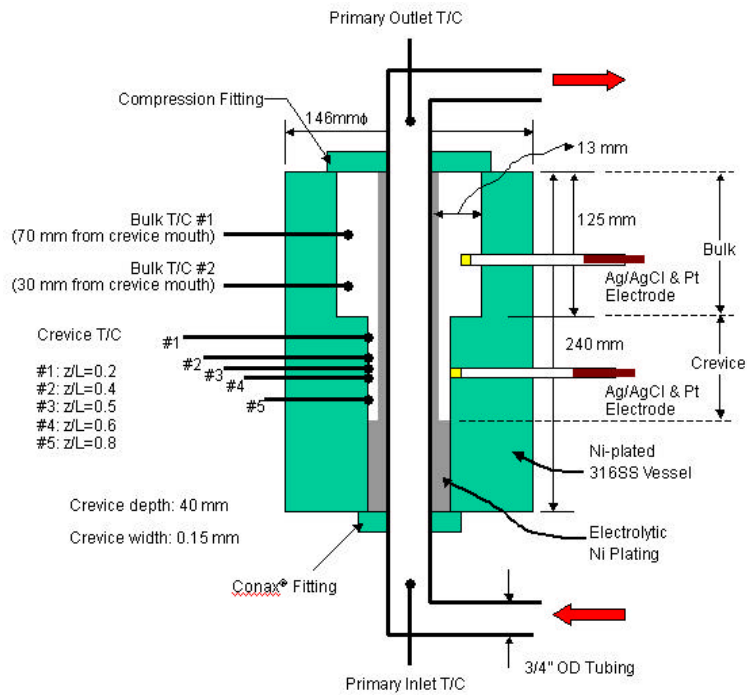 Primary Outlet T/C
Compression Fitting
146mmϕ
13 mm
Bulk T/C #1
(70 mm from crevice mouth)
125 mm
Bulk
Bulk T/C #2
(30 mm from crevice mouth)
Ag/AgCl & Pt
Electrode
Crevice T/C
#1
#2
#3
#4
#5
#1: z/L=0.2
#2: z/L=0.4
#3: z/L=0.5
#4: z/L=0.6
#5: z/L=0.8
240 mm
Crevice
Ag/AgCl & Pt
Electrode
Ni-plated
316SS Vessel
Crevice depth: 40 mm
Crevice width: 0.15 mm
Electrolytic
Ni Plating
Conax® Fitting
3/4" OD Tubing
Primary Inlet T/C